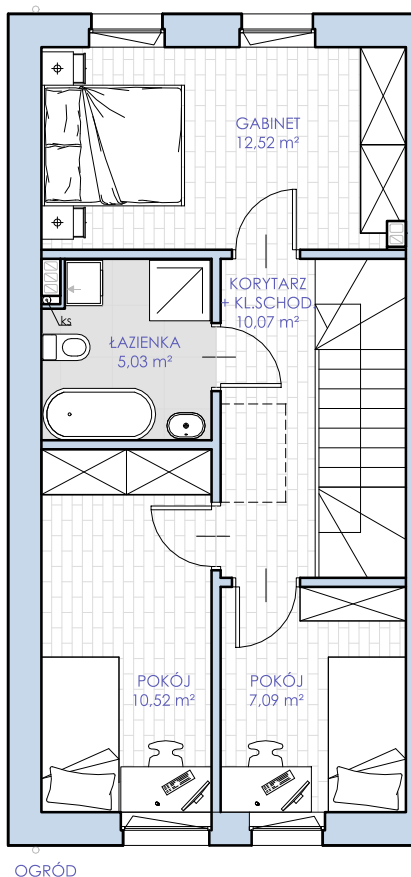 GABINET
12,52 m²
KORYTARZ
+ KL.SCHOD.
10,07 m²
ks
ŁAZIENKA
5,03 m²
POKÓJ
10,52 m²
POKÓJ
7,09 m²
OGRÓD